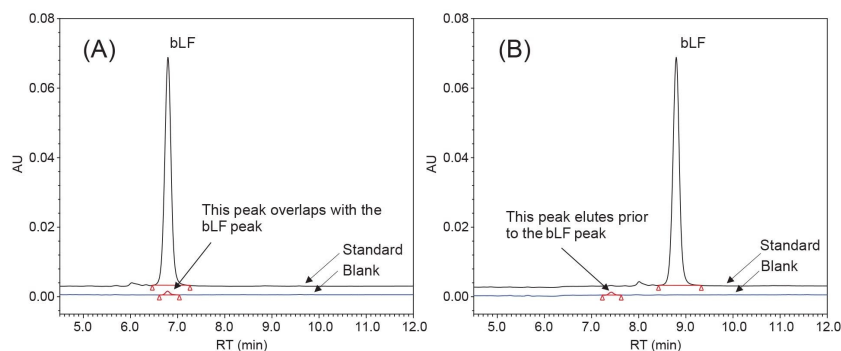 (A)
bLF
0.08
0.06
0.04
0.02
0.00
AU
This peak overlaps with the
bLF peak
Standard
Blank
5.0 6.0 7.0 8.0 9.0 10.0 11.0 12.0
RT (min)
(B)
bLF
0.08
0.06
0.04
0.02
0.00
AU
This peak elutes prior
to the bLF peak
Standard
Blank
5.0 6.0 7.0 8.0 9.0 10.0 11.0 12.0
RT (min)